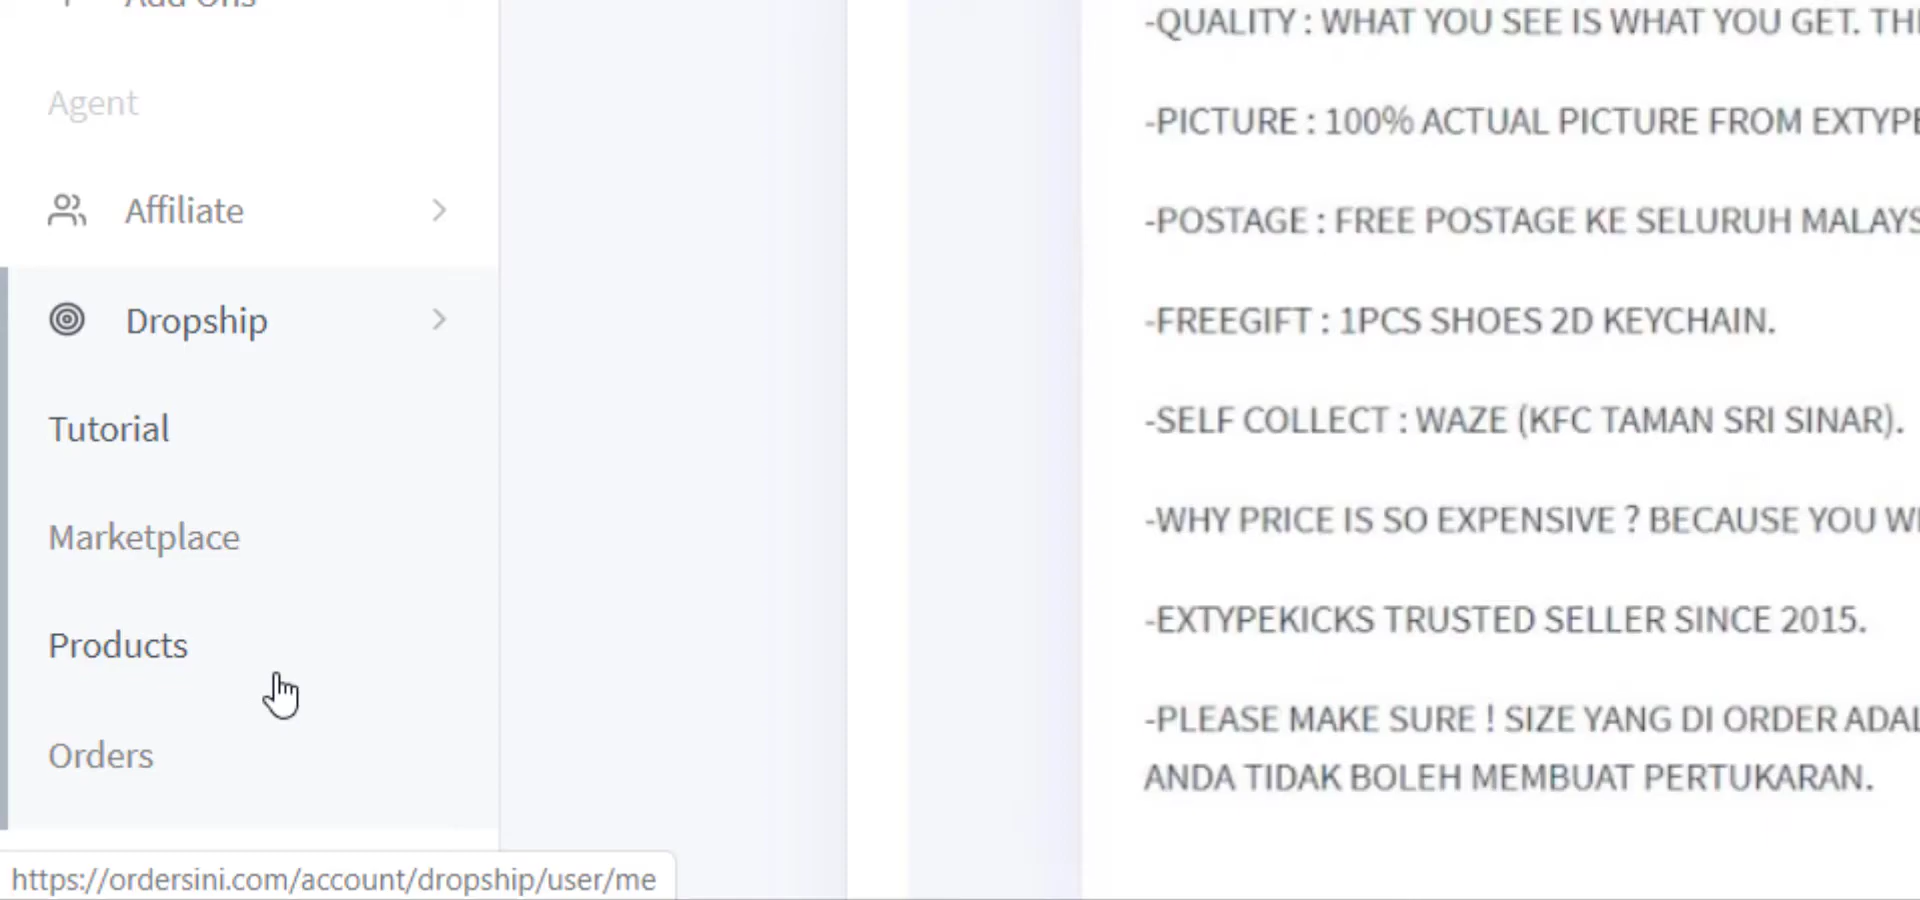 Add Ons
Agent
Affiliate
Dropship
Tutorial
Marketplace
Products
Orders
https://ordersini.com/account/dropship/user/me
-QUALITY : WHAT YOU SEE IS WHAT YOU GET.
-PICTURE : 100% ACTUAL PICTURE FROM
-POSTAGE : FREE POSTAGE KE SELURUH
-FREEGIFT : 1PCS SHOES 2D KEYCHAIN.
-SELF COLLECT : WAZE (KFC TAMAN SRI SINAR).
-WHY PRICE IS SO EXPENSIVE ? BECAUSE YOU
-EXTYPEKICKS TRUSTED SELLER SINCE 2015.
-PLEASE MAKE SURE ! SIZE YANG DI ORDER
ANDA TIDAK BOLEH MEMBUAT PERTUKARAN.